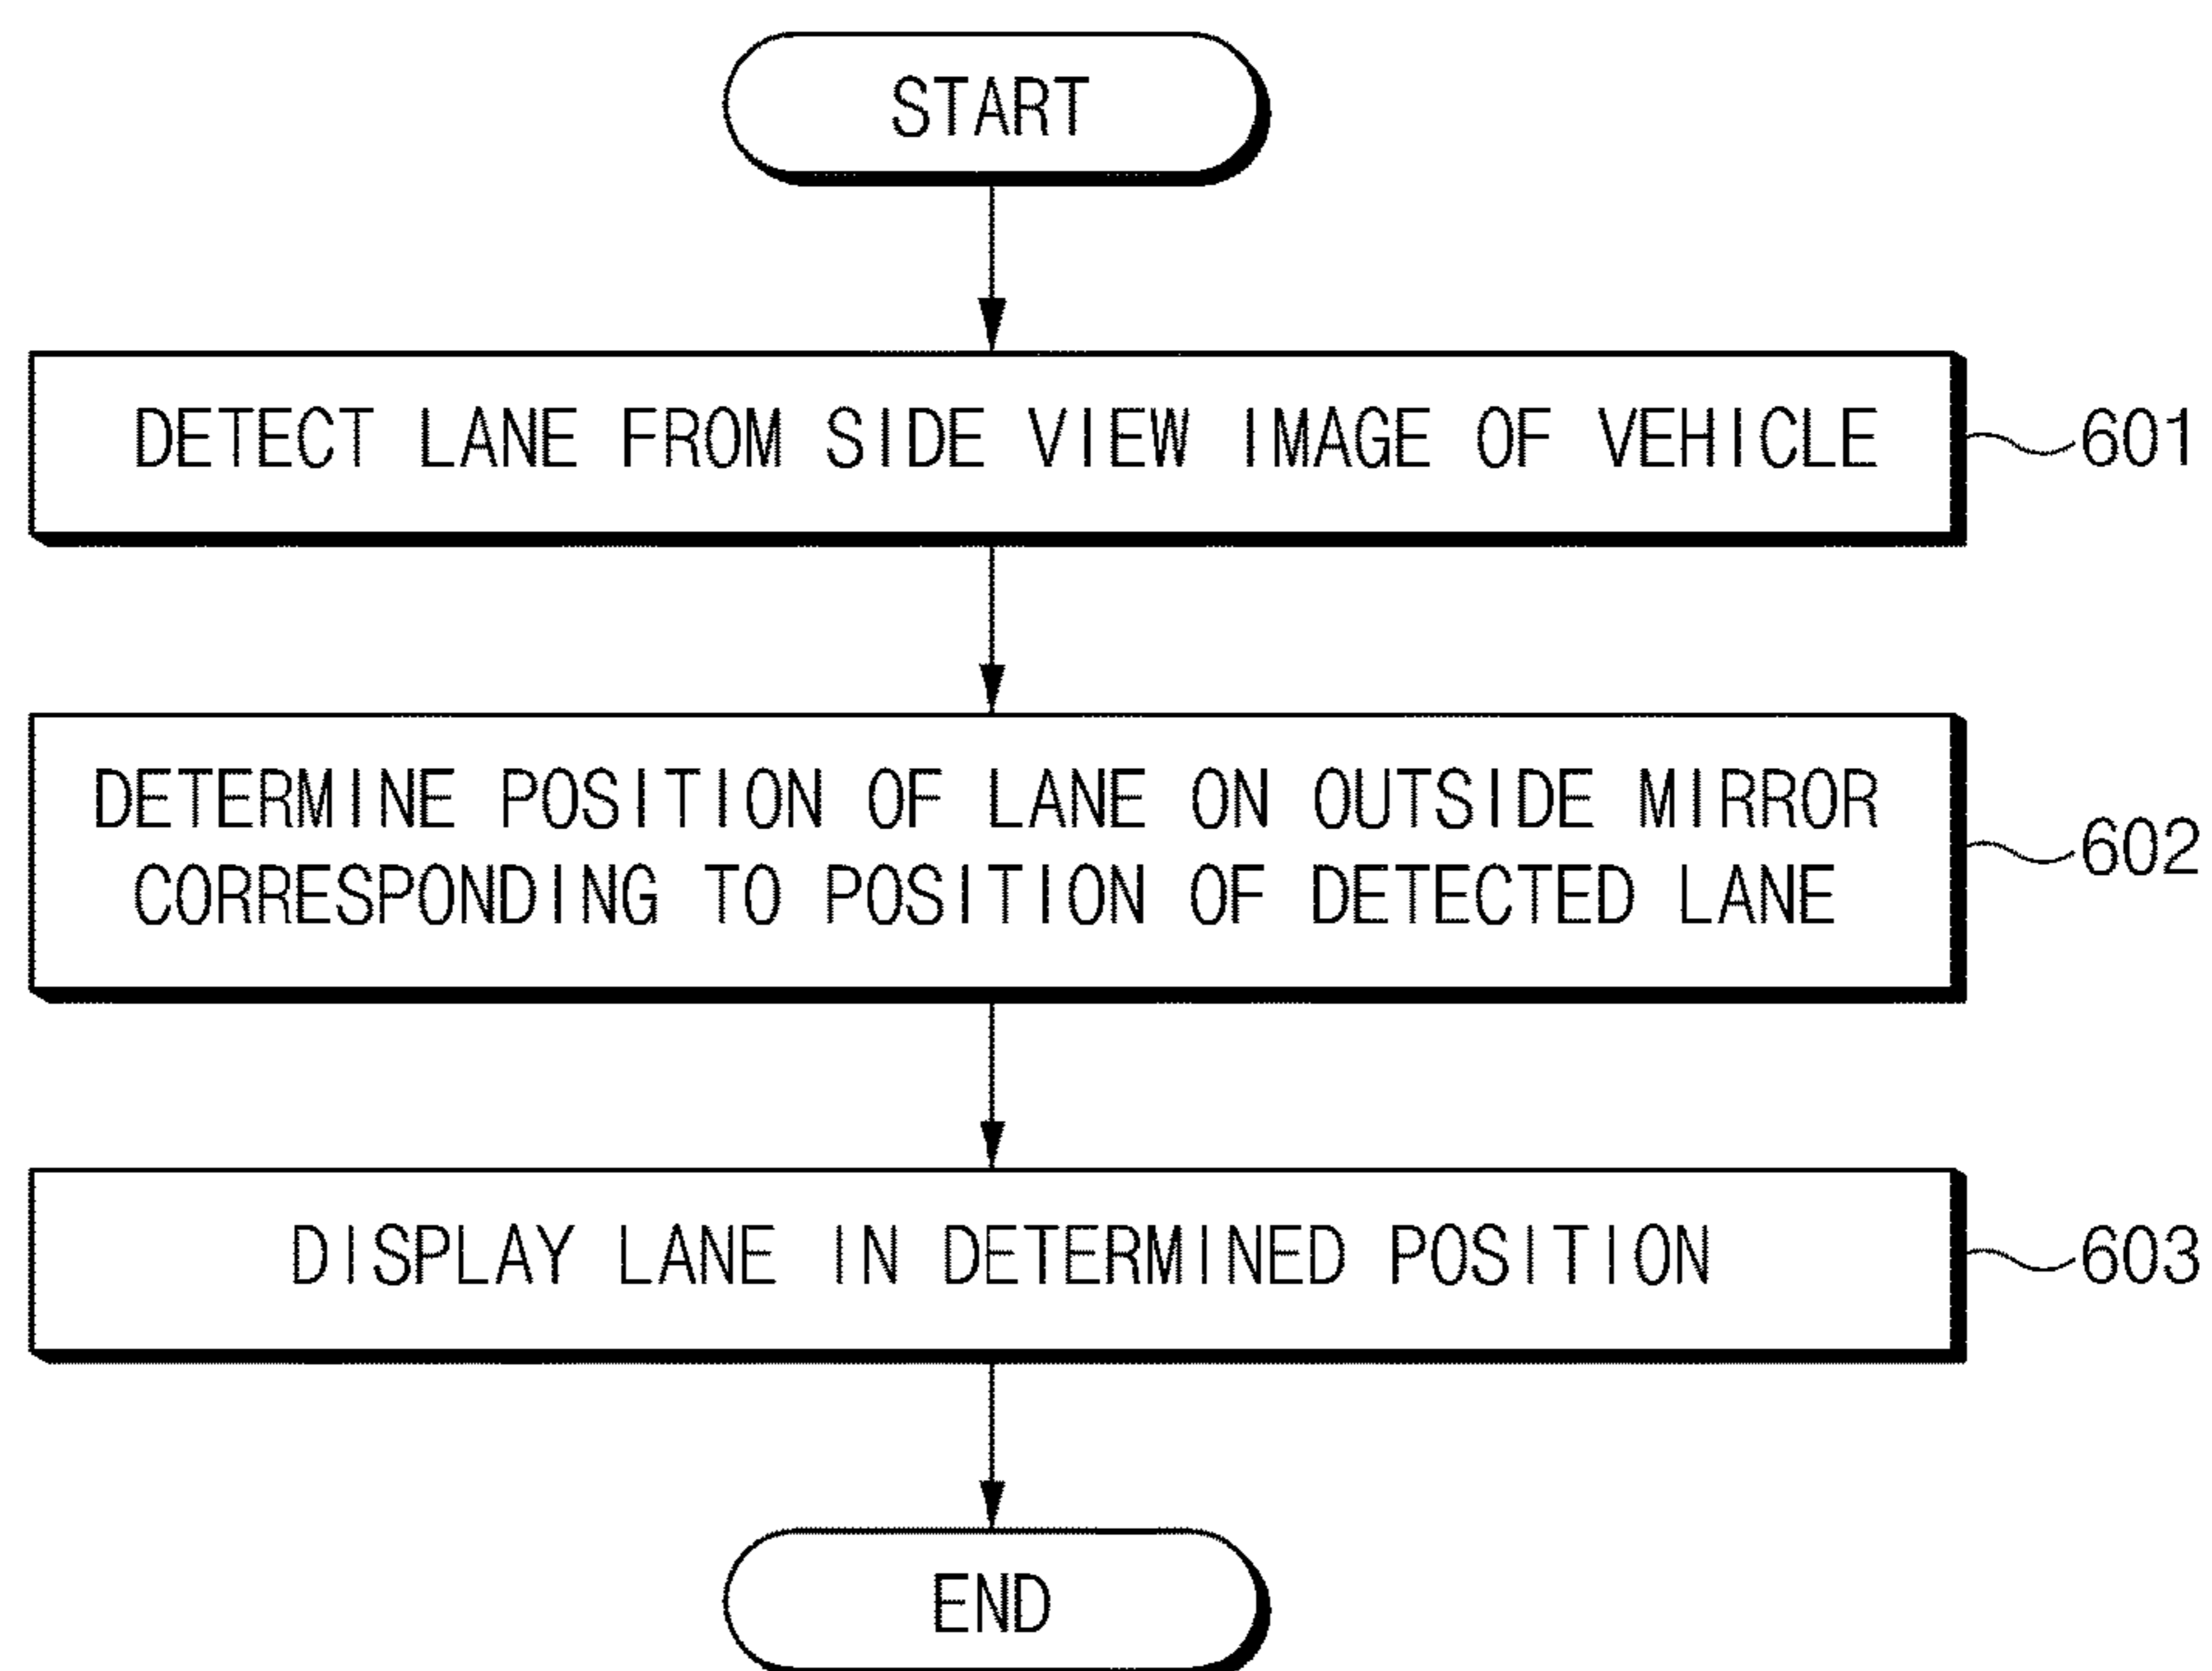 START
DETECT LANE FROM SIDE VIEW IMAGE OF VEHICLE
601
DETERMINE POSITION OF LANE ON OUTSIDE MIRROR
CORRESPONDING TO POSITION OF DETECTED LANE
602
DISPLAY LANE IN DETERMINED POSITION
603
END